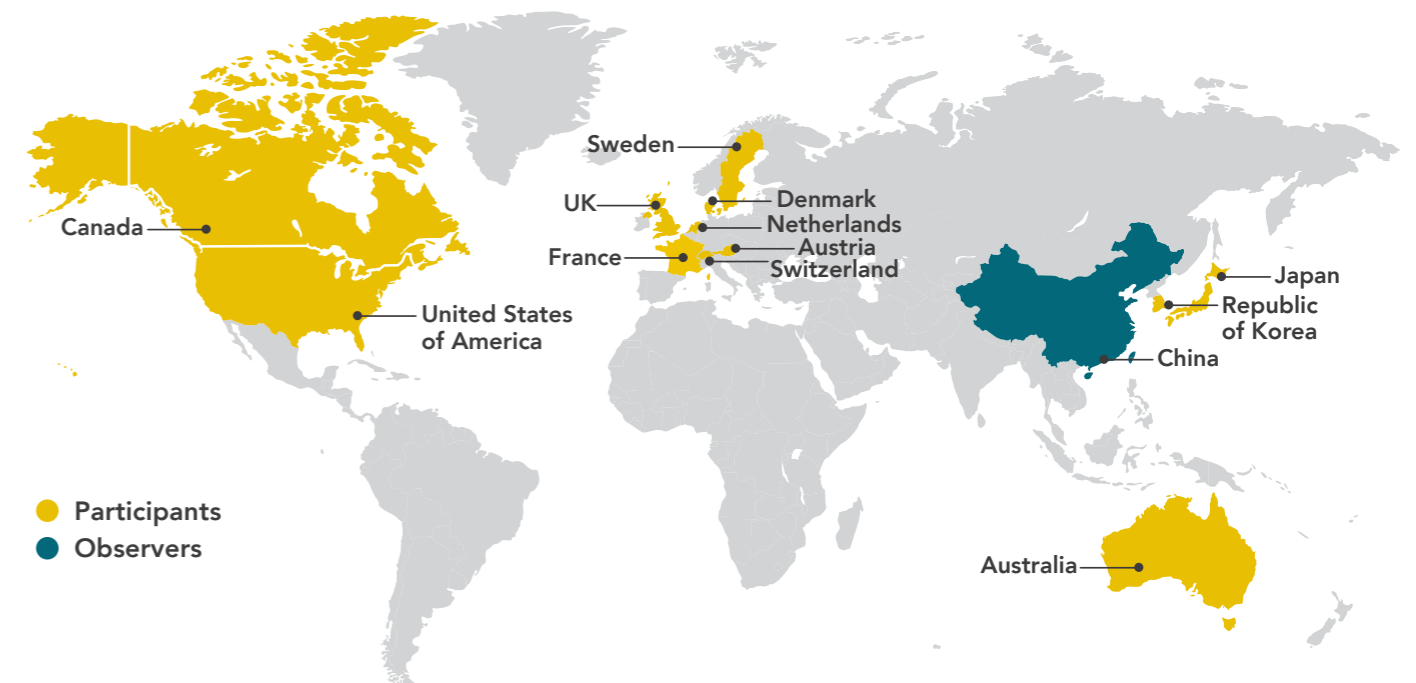 Sweden
UK
Denmark
Netherlands
Canada
Austria
France
Switzerland
Japan
United States
of America
Republic
of Korea
China
Participants
Observers
Australia